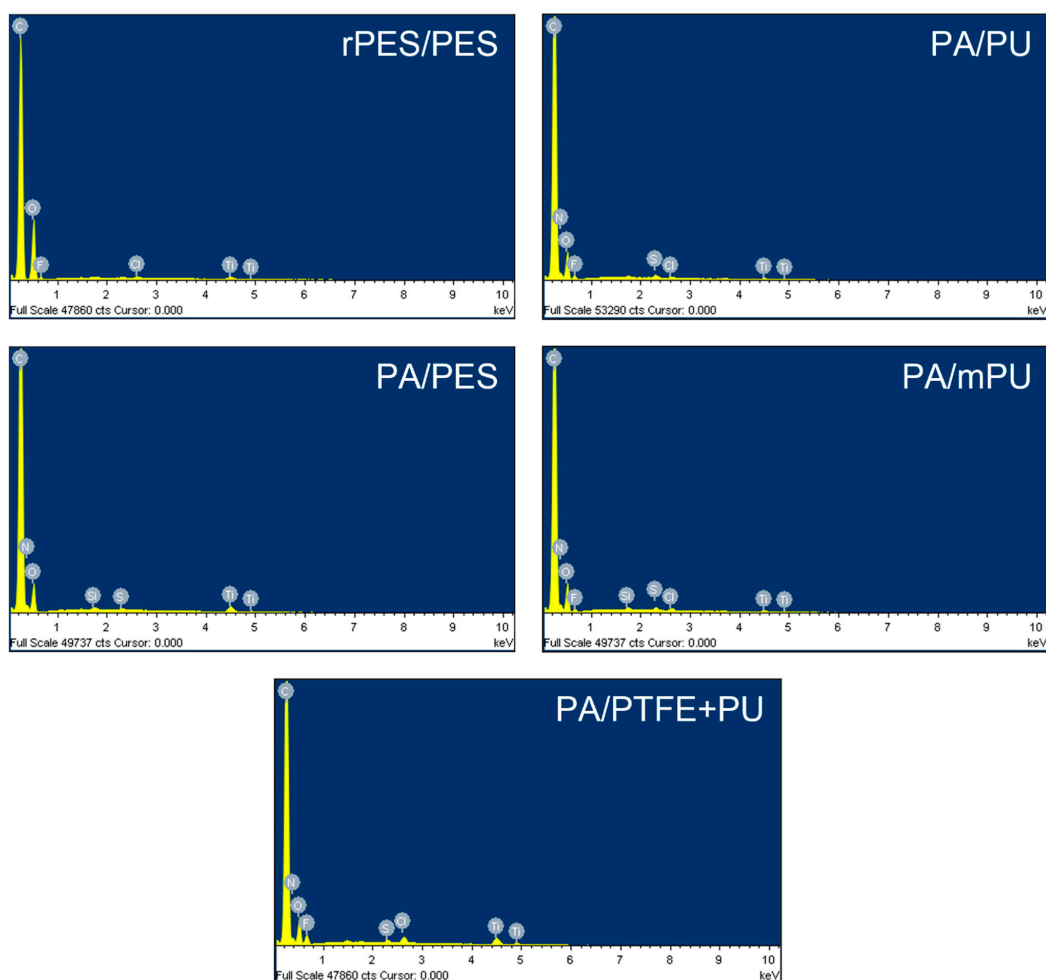 rPES/PES
C
O
F
Cl
Ti
Ti
1 2 3 4 5 6 7 8 9 10
Full Scale 47860 cts Cursor: 0.000 keV
PA/PU
C
N
O
F
S
Cl
Ti
Ti
1 2 3 4 5 6 7 8 9 10
Full Scale 53290 cts Cursor: 0.000 keV
PA/PES
C
N
O
Si
S
Ti
Ti
1 2 3 4 5 6 7 8 9 10
Full Scale 49737 cts Cursor: 0.000 keV
PA/mPU
C
N
O
F
Si
S
Cl
Ti
Ti
1 2 3 4 5 6 7 8 9 10
Full Scale 49737 cts Cursor: 0.000 keV
PA/PTFE+PU
C
N
O
F
S
Cl
Ti
Ti
1 2 3 4 5 6 7 8 9 10
Full Scale 47860 cts Cursor: 0.000 keV